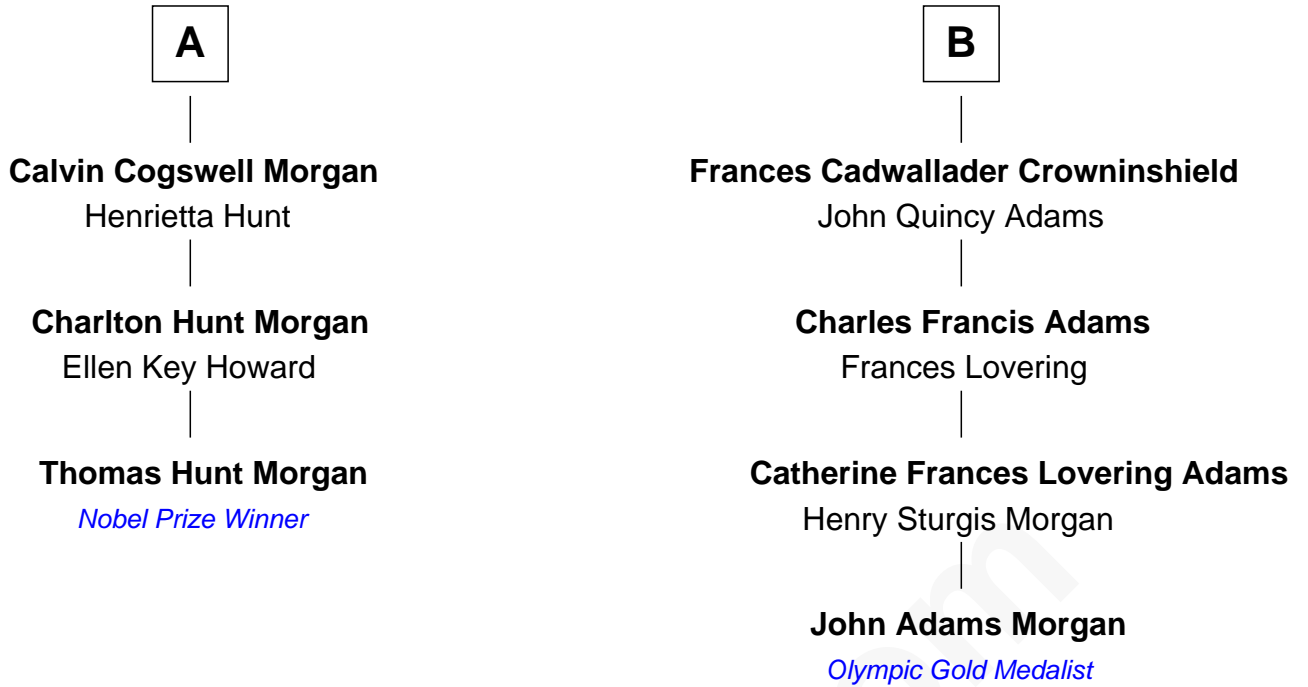 A
Calvin Cogswell Morgan
Henrietta Hunt
Charlton Hunt Morgan
Ellen Key Howard
Thomas Hunt Morgan
Nobel Prize Winner
B
Frances Cadwallader Crowninshield
John Quincy Adams
Charles Francis Adams
Frances Lovering
Catherine Frances Lovering Adams
Henry Sturgis Morgan
John Adams Morgan
Olympic Gold Medalist